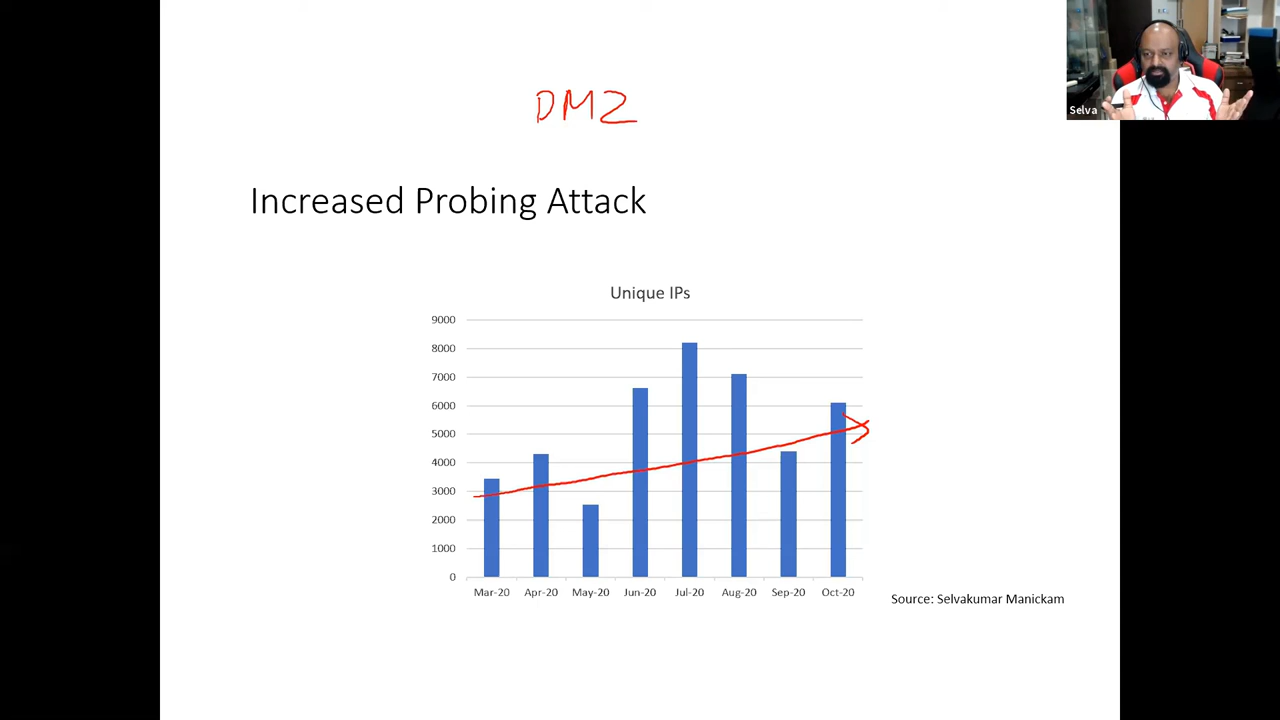 DMZ
Selva
Increased Probing Attack
Unique IPs
9000
8000
7000
6000
5000
4000
3000
2000
1000
0
Mar-20 Apr-20 May-20 Jun-20 Jul-20 Aug-20 Sep-20 Oct-20
Source: Selvakumar Manickam